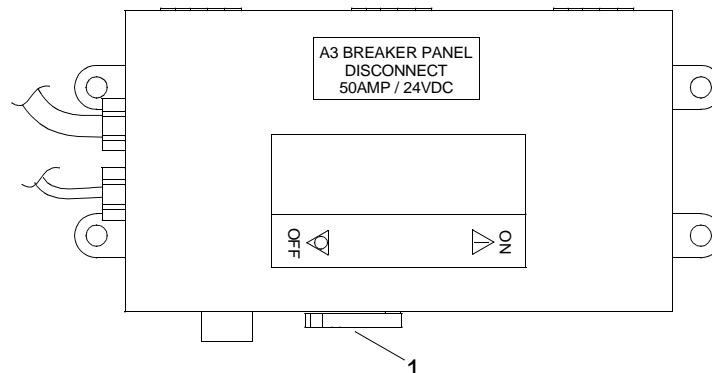 A3 BREAKER PANEL
DISCONNECT
50AMP / 24VDC
OFF
ON
1